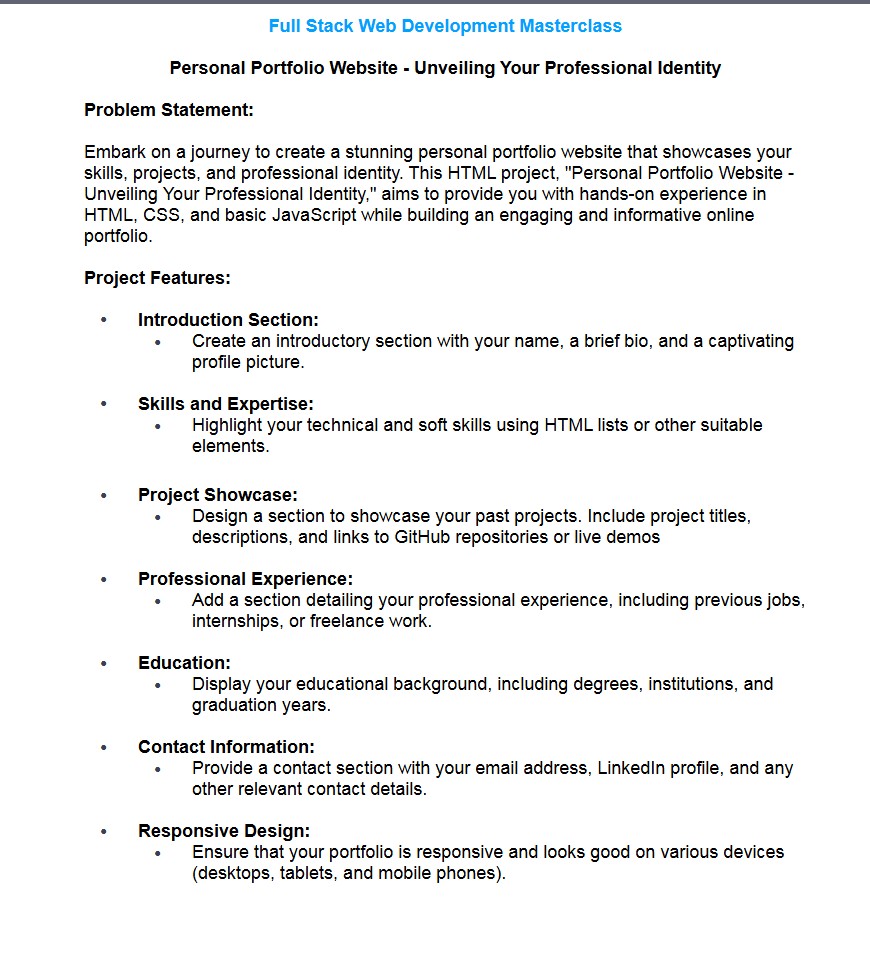 Full Stack Web Development Masterclass
Personal Portfolio Website - Unveiling Your Professional Identity
Problem Statement:
Embark on a journey to create a stunning personal portfolio website that showcases your
skills, projects, and professional identity. This HTML project, "Personal Portfolio Website -
Unveiling Your Professional Identity," aims to provide you with hands-on experience in
HTML, CSS, and basic JavaScript while building an engaging and informative online
portfolio.
Project Features:
• Introduction Section:
• Create an introductory section with your name, a brief bio, and a captivating
profile picture.
• Skills and Expertise:
• Highlight your technical and soft skills using HTML lists or other suitable
elements.
• Project Showcase:
• Design a section to showcase your past projects. Include project titles,
descriptions, and links to GitHub repositories or live demos
• Professional Experience:
• Add a section detailing your professional experience, including previous jobs,
internships, or freelance work.
• Education:
• Display your educational background, including degrees, institutions, and
graduation years.
• Contact Information:
• Provide a contact section with your email address, LinkedIn profile, and any
other relevant contact details.
• Responsive Design:
• Ensure that your portfolio is responsive and looks good on various devices
(desktops, tablets, and mobile phones).